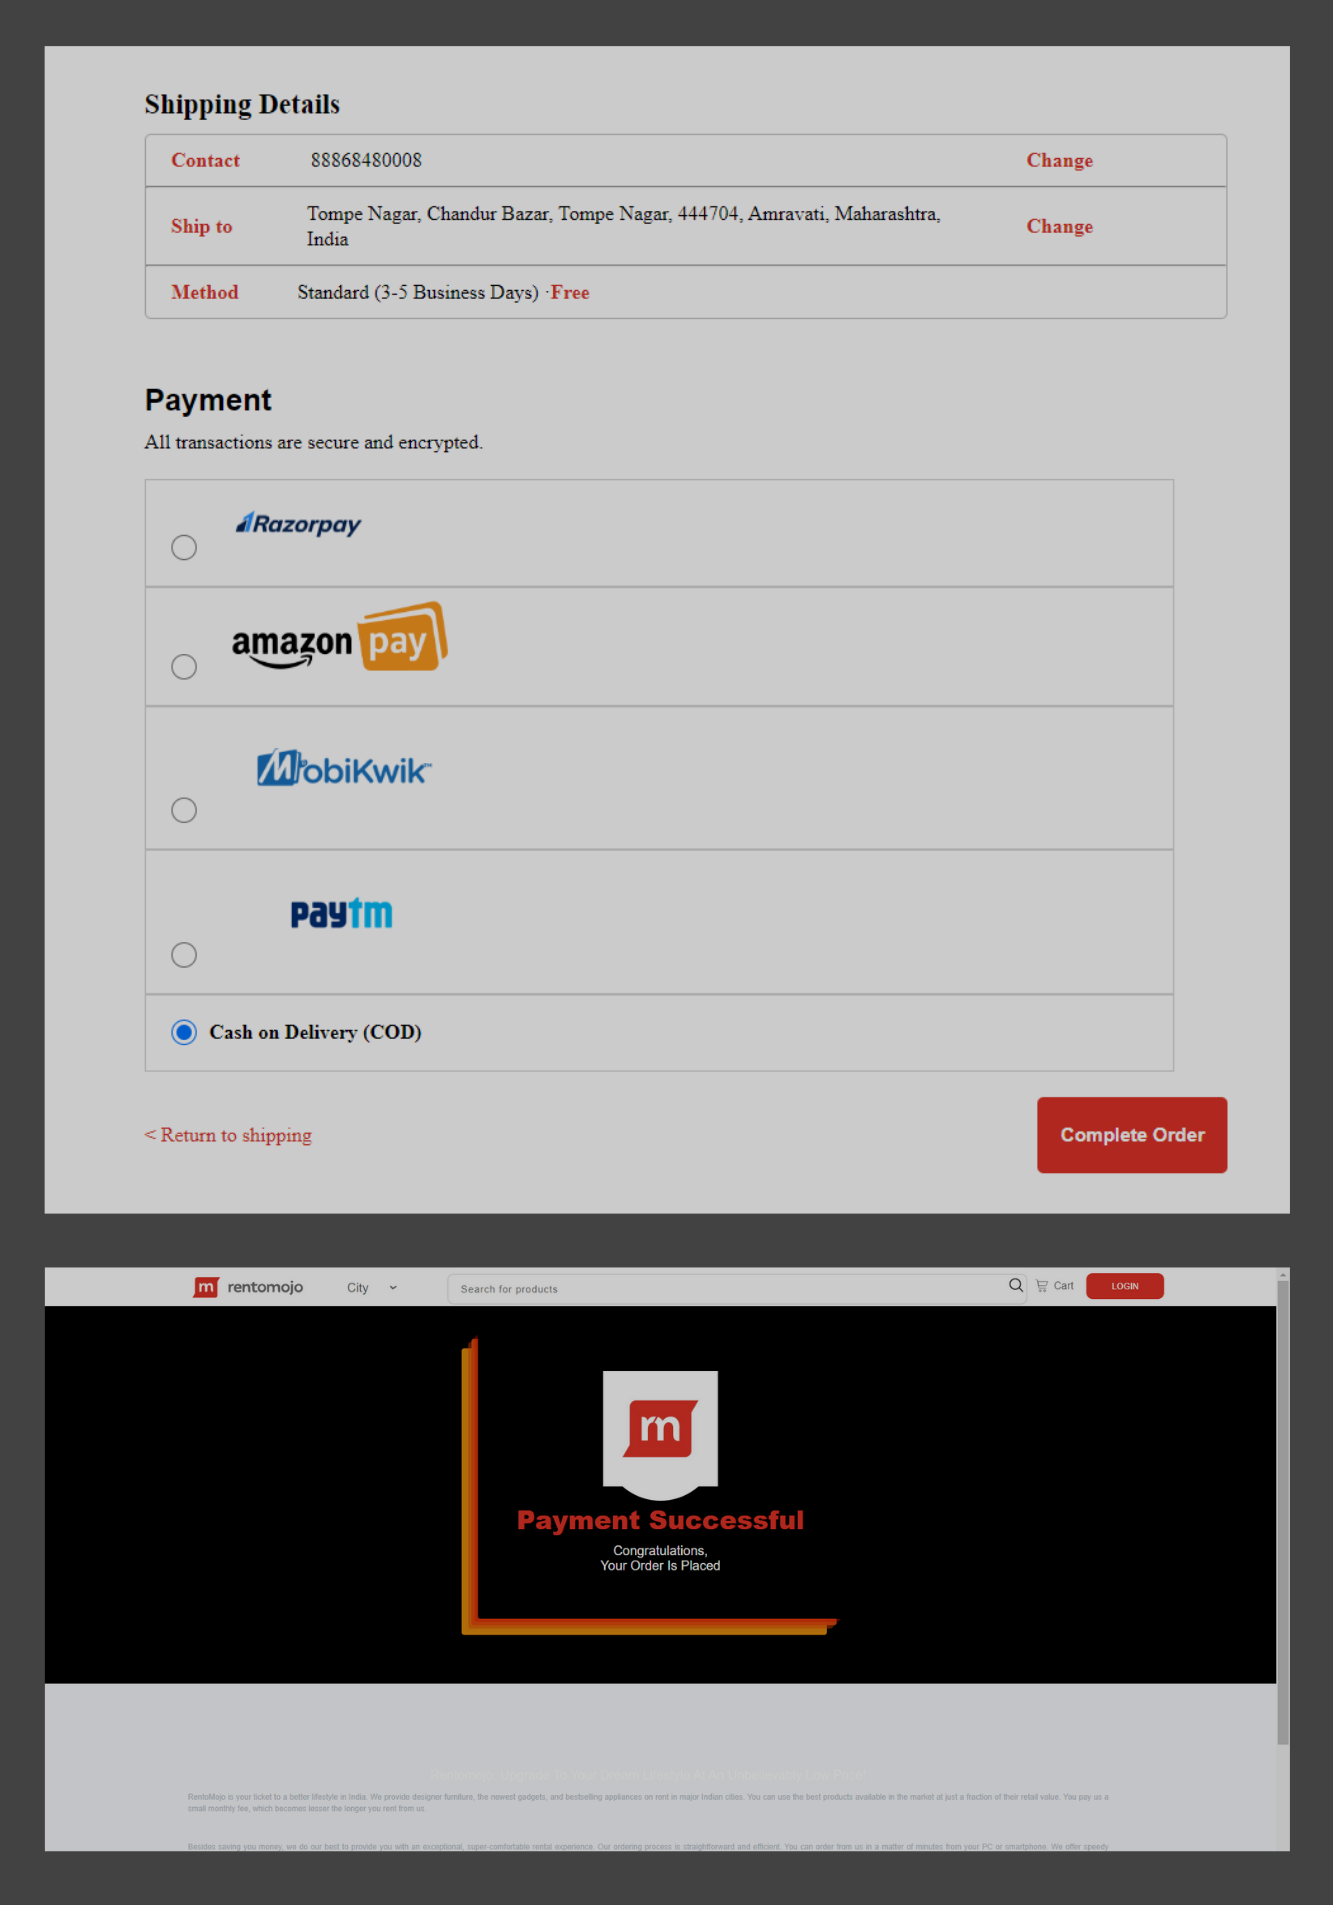 Shipping Details
Contact 88868480008 Change
Ship to Tompe Nagar, Chandur Bazar, Tompe Nagar, 444704, Amravati, Maharashtra, India Change
Method Standard (3-5 Business Days) ·Free
Payment
All transactions are secure and encrypted.
Razorpay
amazon pay
MobiKwik™
paytm
Cash on Delivery (COD)
< Return to shipping
Complete Order
m rentomojo City Search for products Cart LOGIN
m
Payment Successful
Congratulations,
Your Order Is Placed
RentoMojo is your ticket to a better lifestyle in India. We provide designer furniture, the newest gadgets, and bestselling appliances on rent in major Indian cities. You can use the best products available in the market at just a fraction of their retail value. You pay us a
small monthly fee, which becomes lesser the longer you rent from us.
Besides saving you money, we do our best to provide you with an exceptional, super-comfortable rental experience. Our ordering process is straightforward and efficient. You can order from us in a matter of minutes from your PC or smartphone. We offer speedy